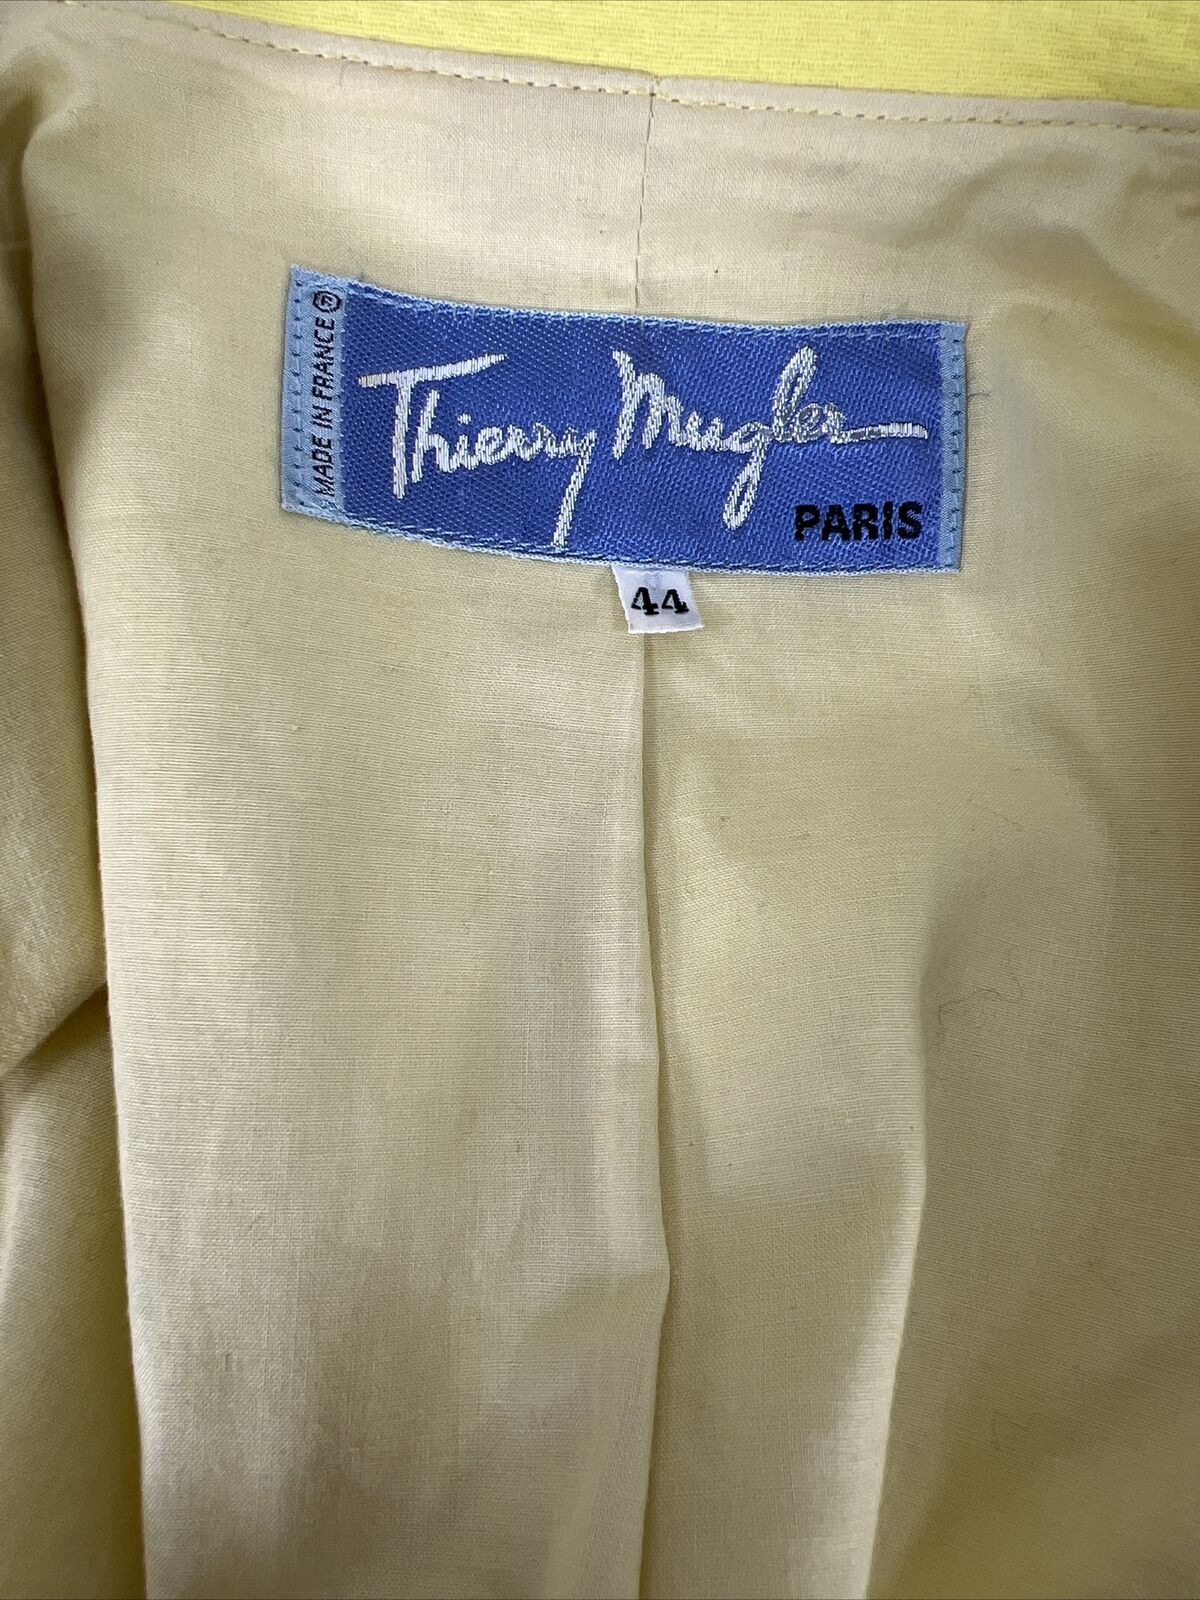 MADE IN FRANCE ®
Thierry Mugler
PARIS
44